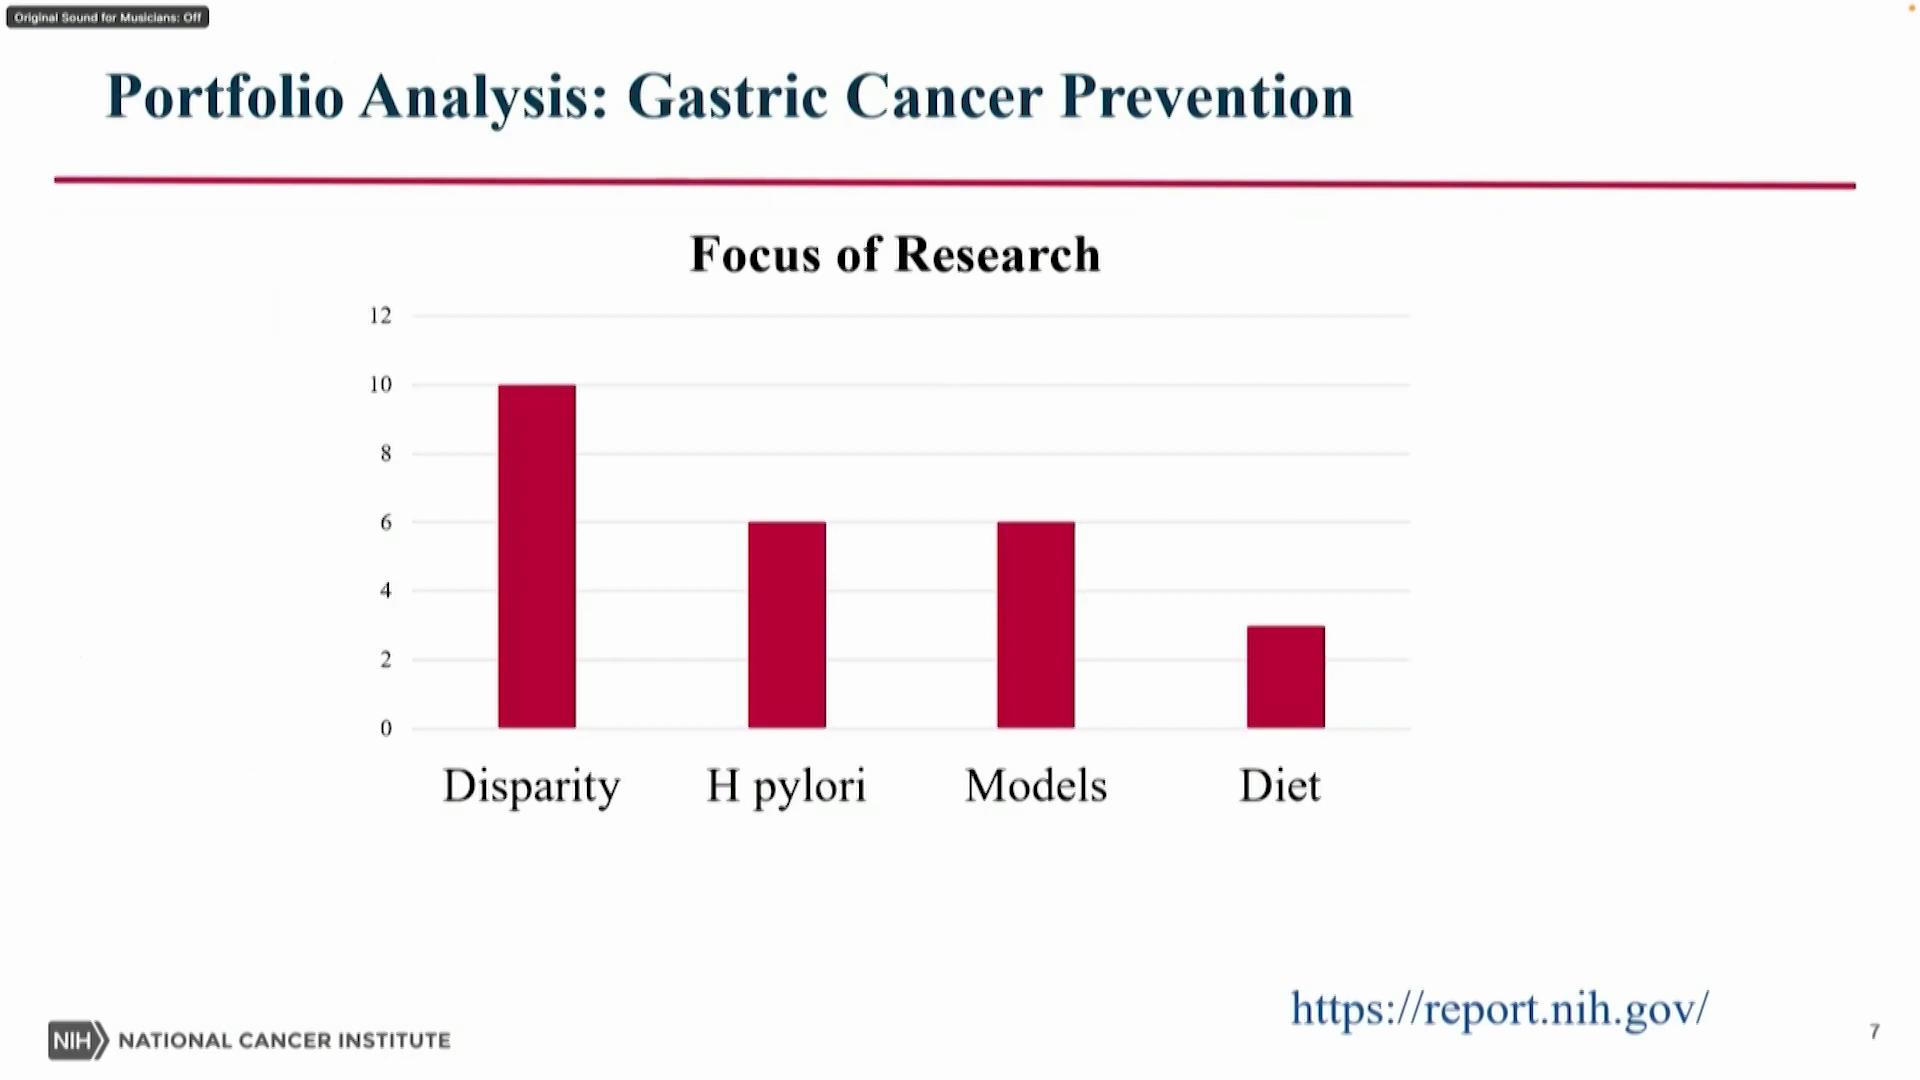 Original Sound for Musicians: Off
Portfolio Analysis: Gastric Cancer Prevention
Focus of Research
12
10
8
6
4
2
0
Disparity H pylori Models Diet
https://report.nih.gov/
NIH NATIONAL CANCER INSTITUTE
7